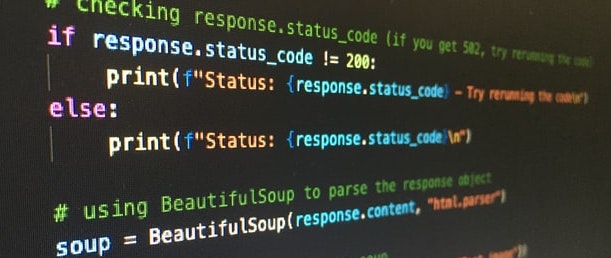 # checking response.status_code (if you get 502, try rerunning the code)
if response.status_code != 200:
print(f"Status: {response.status_code} – Try rerunning the code\n")
else:
print(f"Status: {response.status_code}\n")
# using BeautifulSoup to parse the response object
soup = BeautifulSoup(response.content, "html.parser")